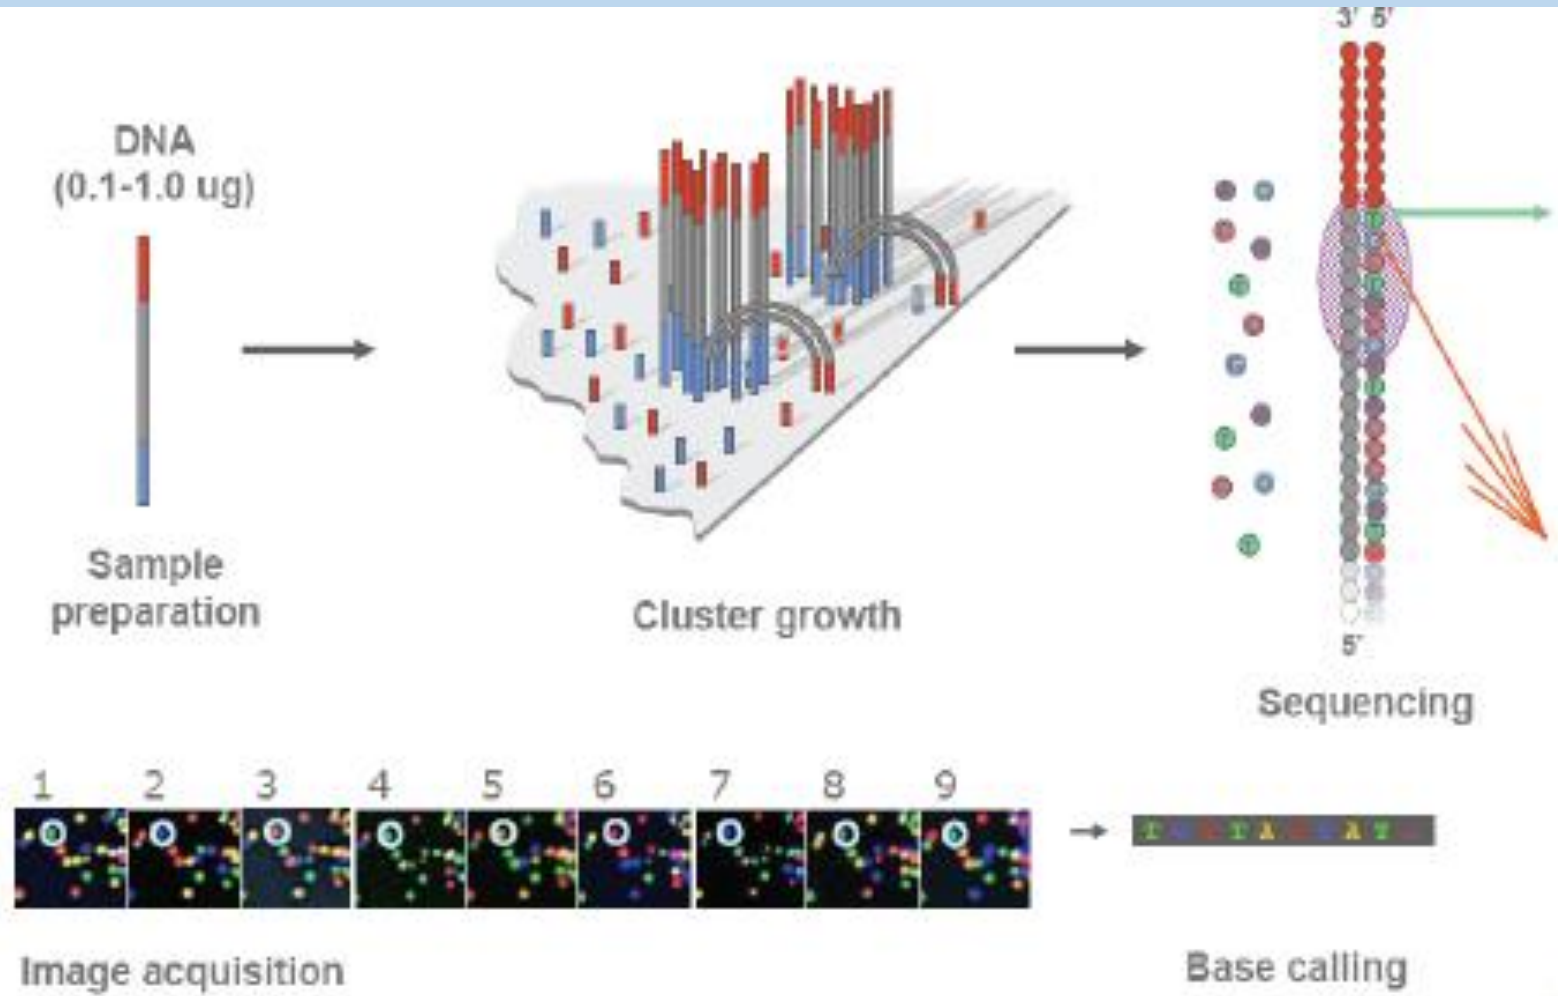 3' 5'
DNA
(0.1-1.0 ug)
Sample
preparation
Cluster growth
5'
Sequencing
1 2 3 4 5 6 7 8 9
Image acquisition
Base calling